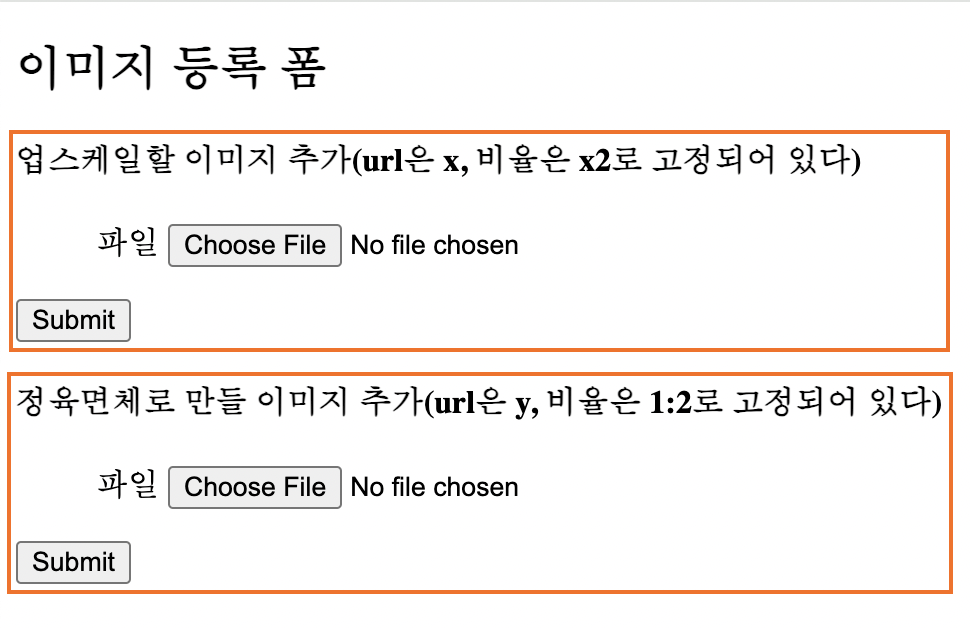 이미지 등록 폼
업스케일할 이미지 추가(url은 x, 비율은 x2로 고정되어 있다)
파일 Choose File No file chosen
Submit
정육면체로 만들 이미지 추가(url은 y, 비율은 1:2로 고정되어 있다)
파일 Choose File No file chosen
Submit